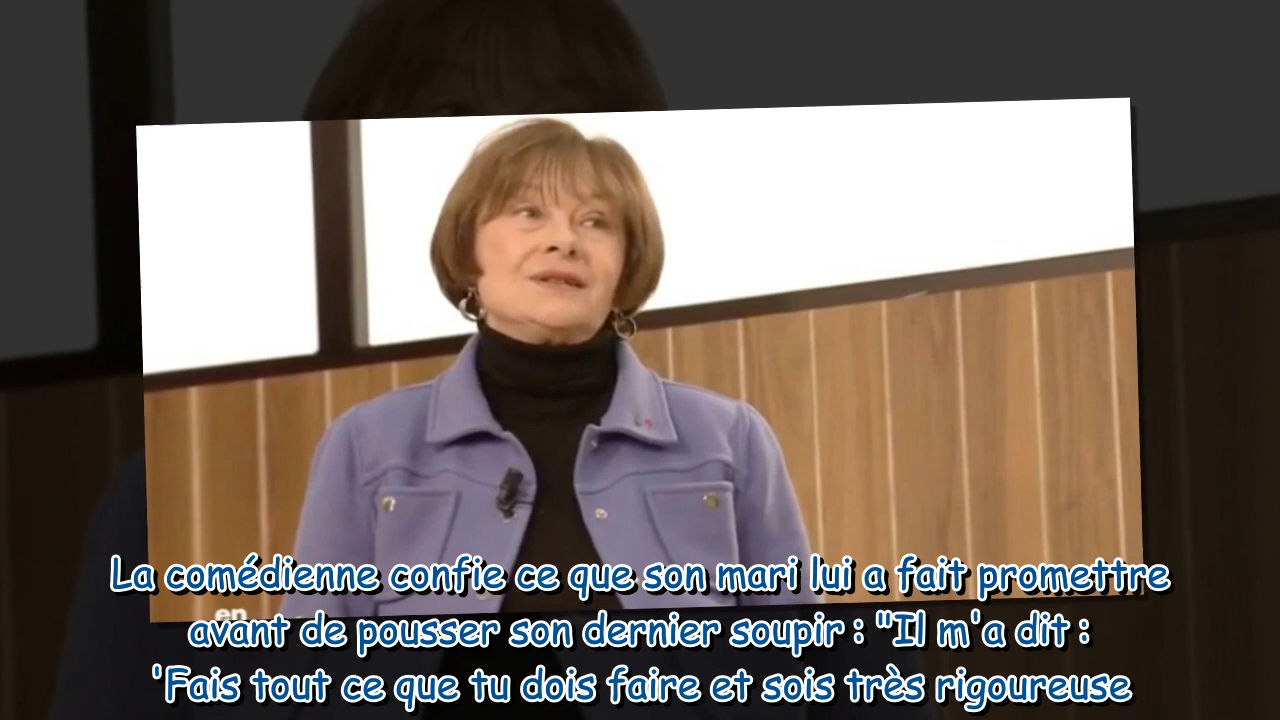 en
La comédienne confie ce que son mari lui a fait promettre
avant de pousser son dernier soupir : "Il m'a dit :
'Fais tout ce que tu dois faire et sois très rigoureuse